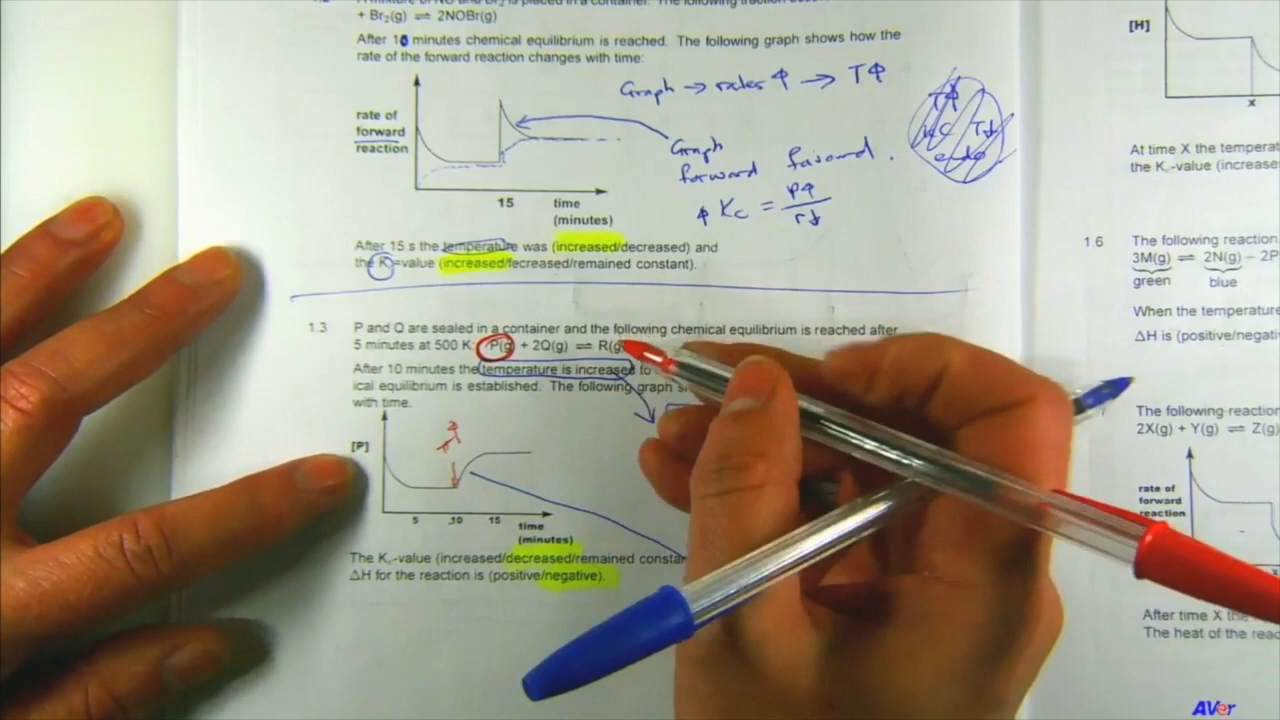 + Br₂(g) ⇌ 2NOBr(g)
After 10 minutes chemical equilibrium is reached. The following graph shows how the
rate of the forward reaction changes with time:
rate of
forward
reaction
15
time
(minutes)
Graph → rates ↑ → T↑
Graph
forward favoured.
↑ Kc = p↑
r↓
After 15 s the temperature was (increased/decreased) and
the K -value (increased/fecreased/remained constant).
1.3 P and Q are sealed in a container and the following chemical equilibrium is reached after
5 minutes at 500 K: P(g) + 2Q(g) ⇌ R(g
After 10 minutes the temperature is increased to
ical equilibrium is established. The following graph
with time.
[P]
T↑
5 10 15
time
(minutes)
The Kc-value (increased/decreased/remained constan
ΔH for the reaction is (positive/negative).
[H]
X
At time X the temperat
the Kc-value (increase
1.6 The following reaction
3M(g) ⇌ 2N(g) - 2P
green blue
When the temperature
ΔH is (positive/negati
The following reaction
2X(g) + Y(g) ⇌ Z(g)
rate of
forward
reaction
After time X the
The heat of the reac
AVer